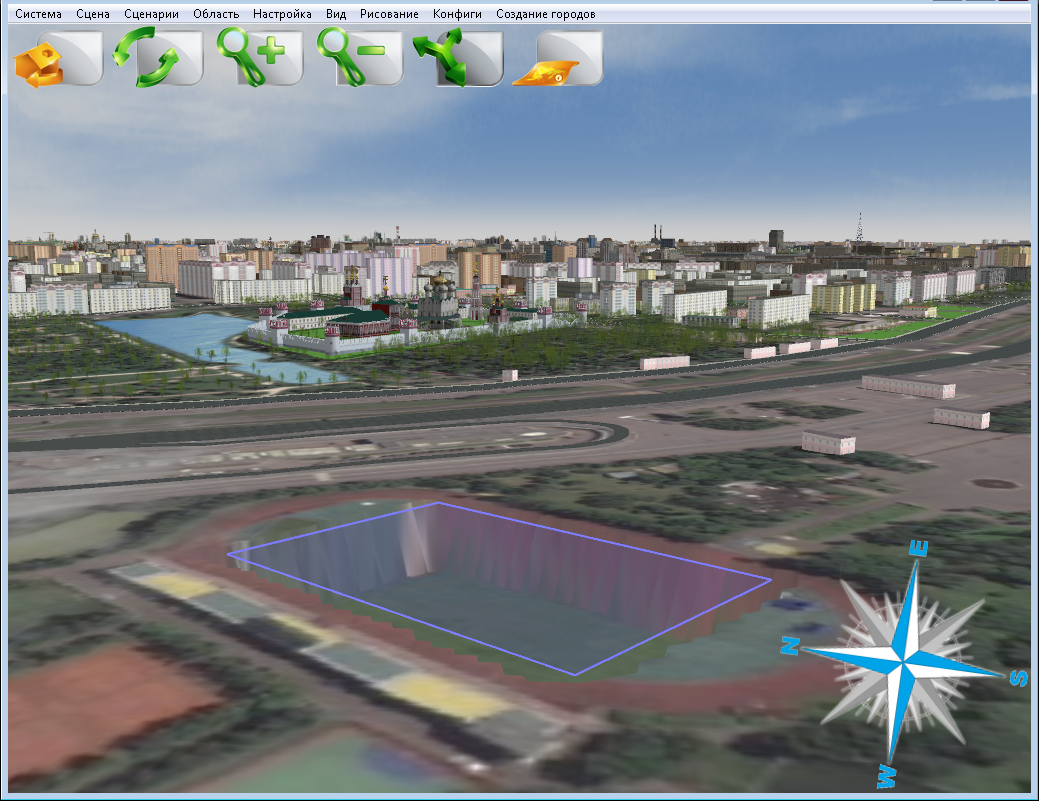 Система Сцена Сценарии Область Настройка Вид Рисование Конфиги Создание городов
E
N
S
W